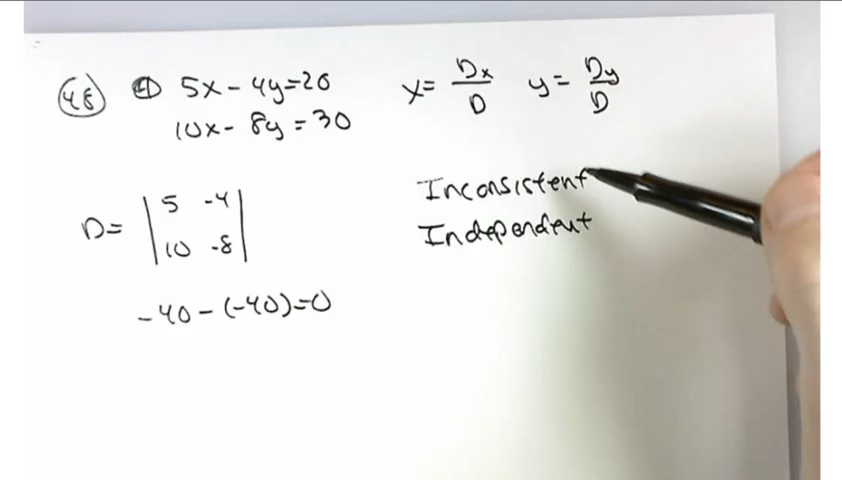 48 4 5x - 4y = 20
10x - 8y = 30
x = Dx/D y = Dy/D
D = | 5 -4 |
| 10 -8 |
-40 - (-40) = 0
Inconsistent
Independent